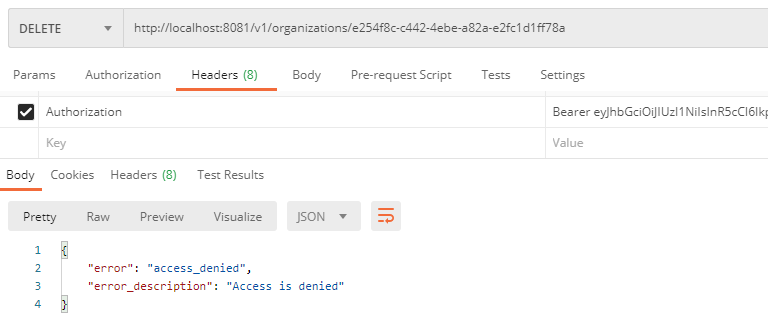 DELETE http://localhost:8081/v1/organizations/e254f8c-c442-4ebe-a82a-e2fc1d1ff78a
Params Authorization Headers (8) Body Pre-request Script Tests Settings
Authorization Bearer eyJhbGciOiJIUzI1NiIsInR5cCI6Ikp
Key Value
Body Cookies Headers (8) Test Results
Pretty Raw Preview Visualize JSON
1 {
2 "error": "access_denied",
3 "error_description": "Access is denied"
4 }